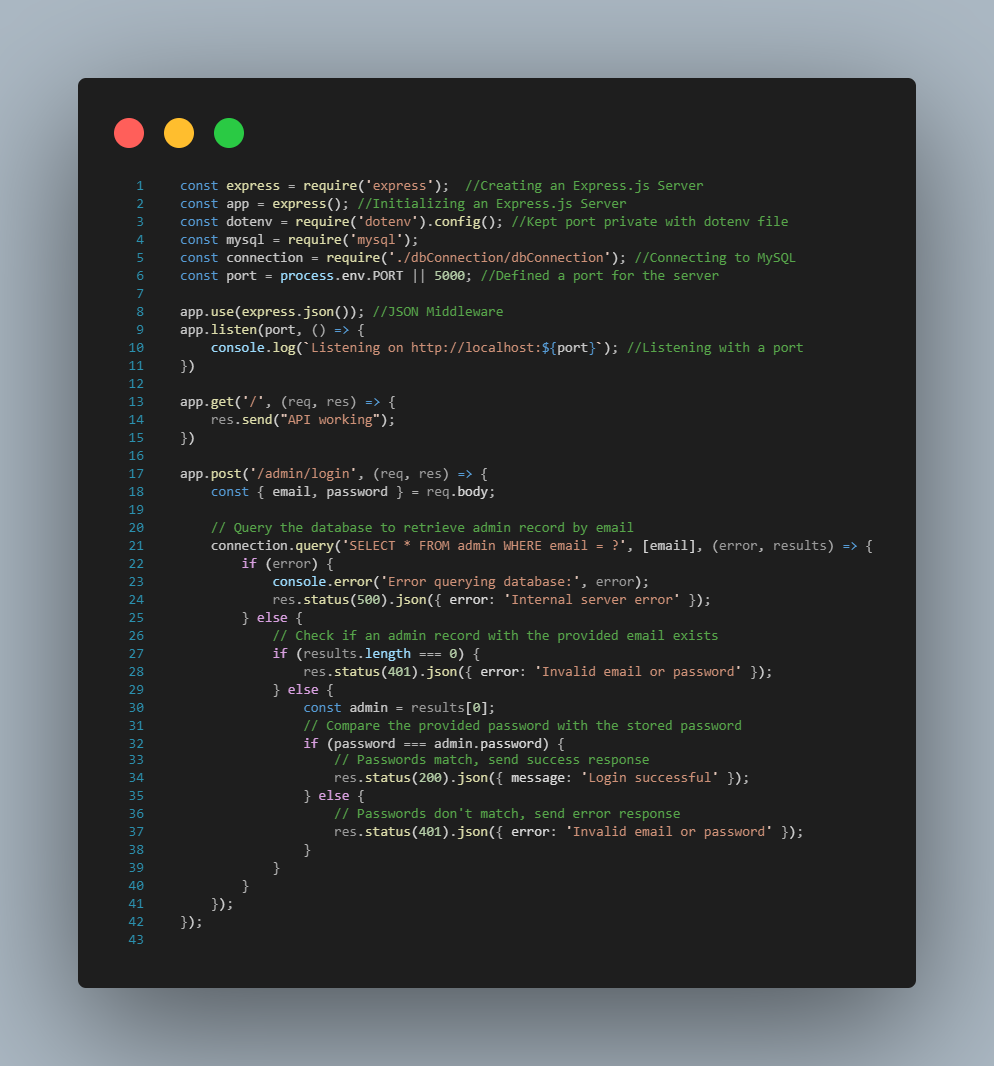 1 const express = require('express');  //Creating an Express.js Server
2 const app = express(); //Initializing an Express.js Server
3 const dotenv = require('dotenv').config(); //Kept port private with dotenv file
4 const mysql = require('mysql');
5 const connection = require('./dbConnection/dbConnection'); //Connecting to MySQL
6 const port = process.env.PORT || 5000; //Defined a port for the server
7
8 app.use(express.json()); //JSON Middleware
9 app.listen(port, () => {
10     console.log(`Listening on http://localhost:${port}`); //Listening with a port
11 })
12
13 app.get('/', (req, res) => {
14     res.send("API working");
15 })
16
17 app.post('/admin/login', (req, res) => {
18     const { email, password } = req.body;
19
20     // Query the database to retrieve admin record by email
21     connection.query('SELECT * FROM admin WHERE email = ?', [email], (error, results) => {
22         if (error) {
23             console.error('Error querying database:', error);
24             res.status(500).json({ error: 'Internal server error' });
25         } else {
26             // Check if an admin record with the provided email exists
27             if (results.length === 0) {
28                 res.status(401).json({ error: 'Invalid email or password' });
29             } else {
30                 const admin = results[0];
31                 // Compare the provided password with the stored password
32                 if (password === admin.password) {
33                     // Passwords match, send success response
34                     res.status(200).json({ message: 'Login successful' });
35                 } else {
36                     // Passwords don't match, send error response
37                     res.status(401).json({ error: 'Invalid email or password' });
38                 }
39             }
40         }
41     });
42 });
43